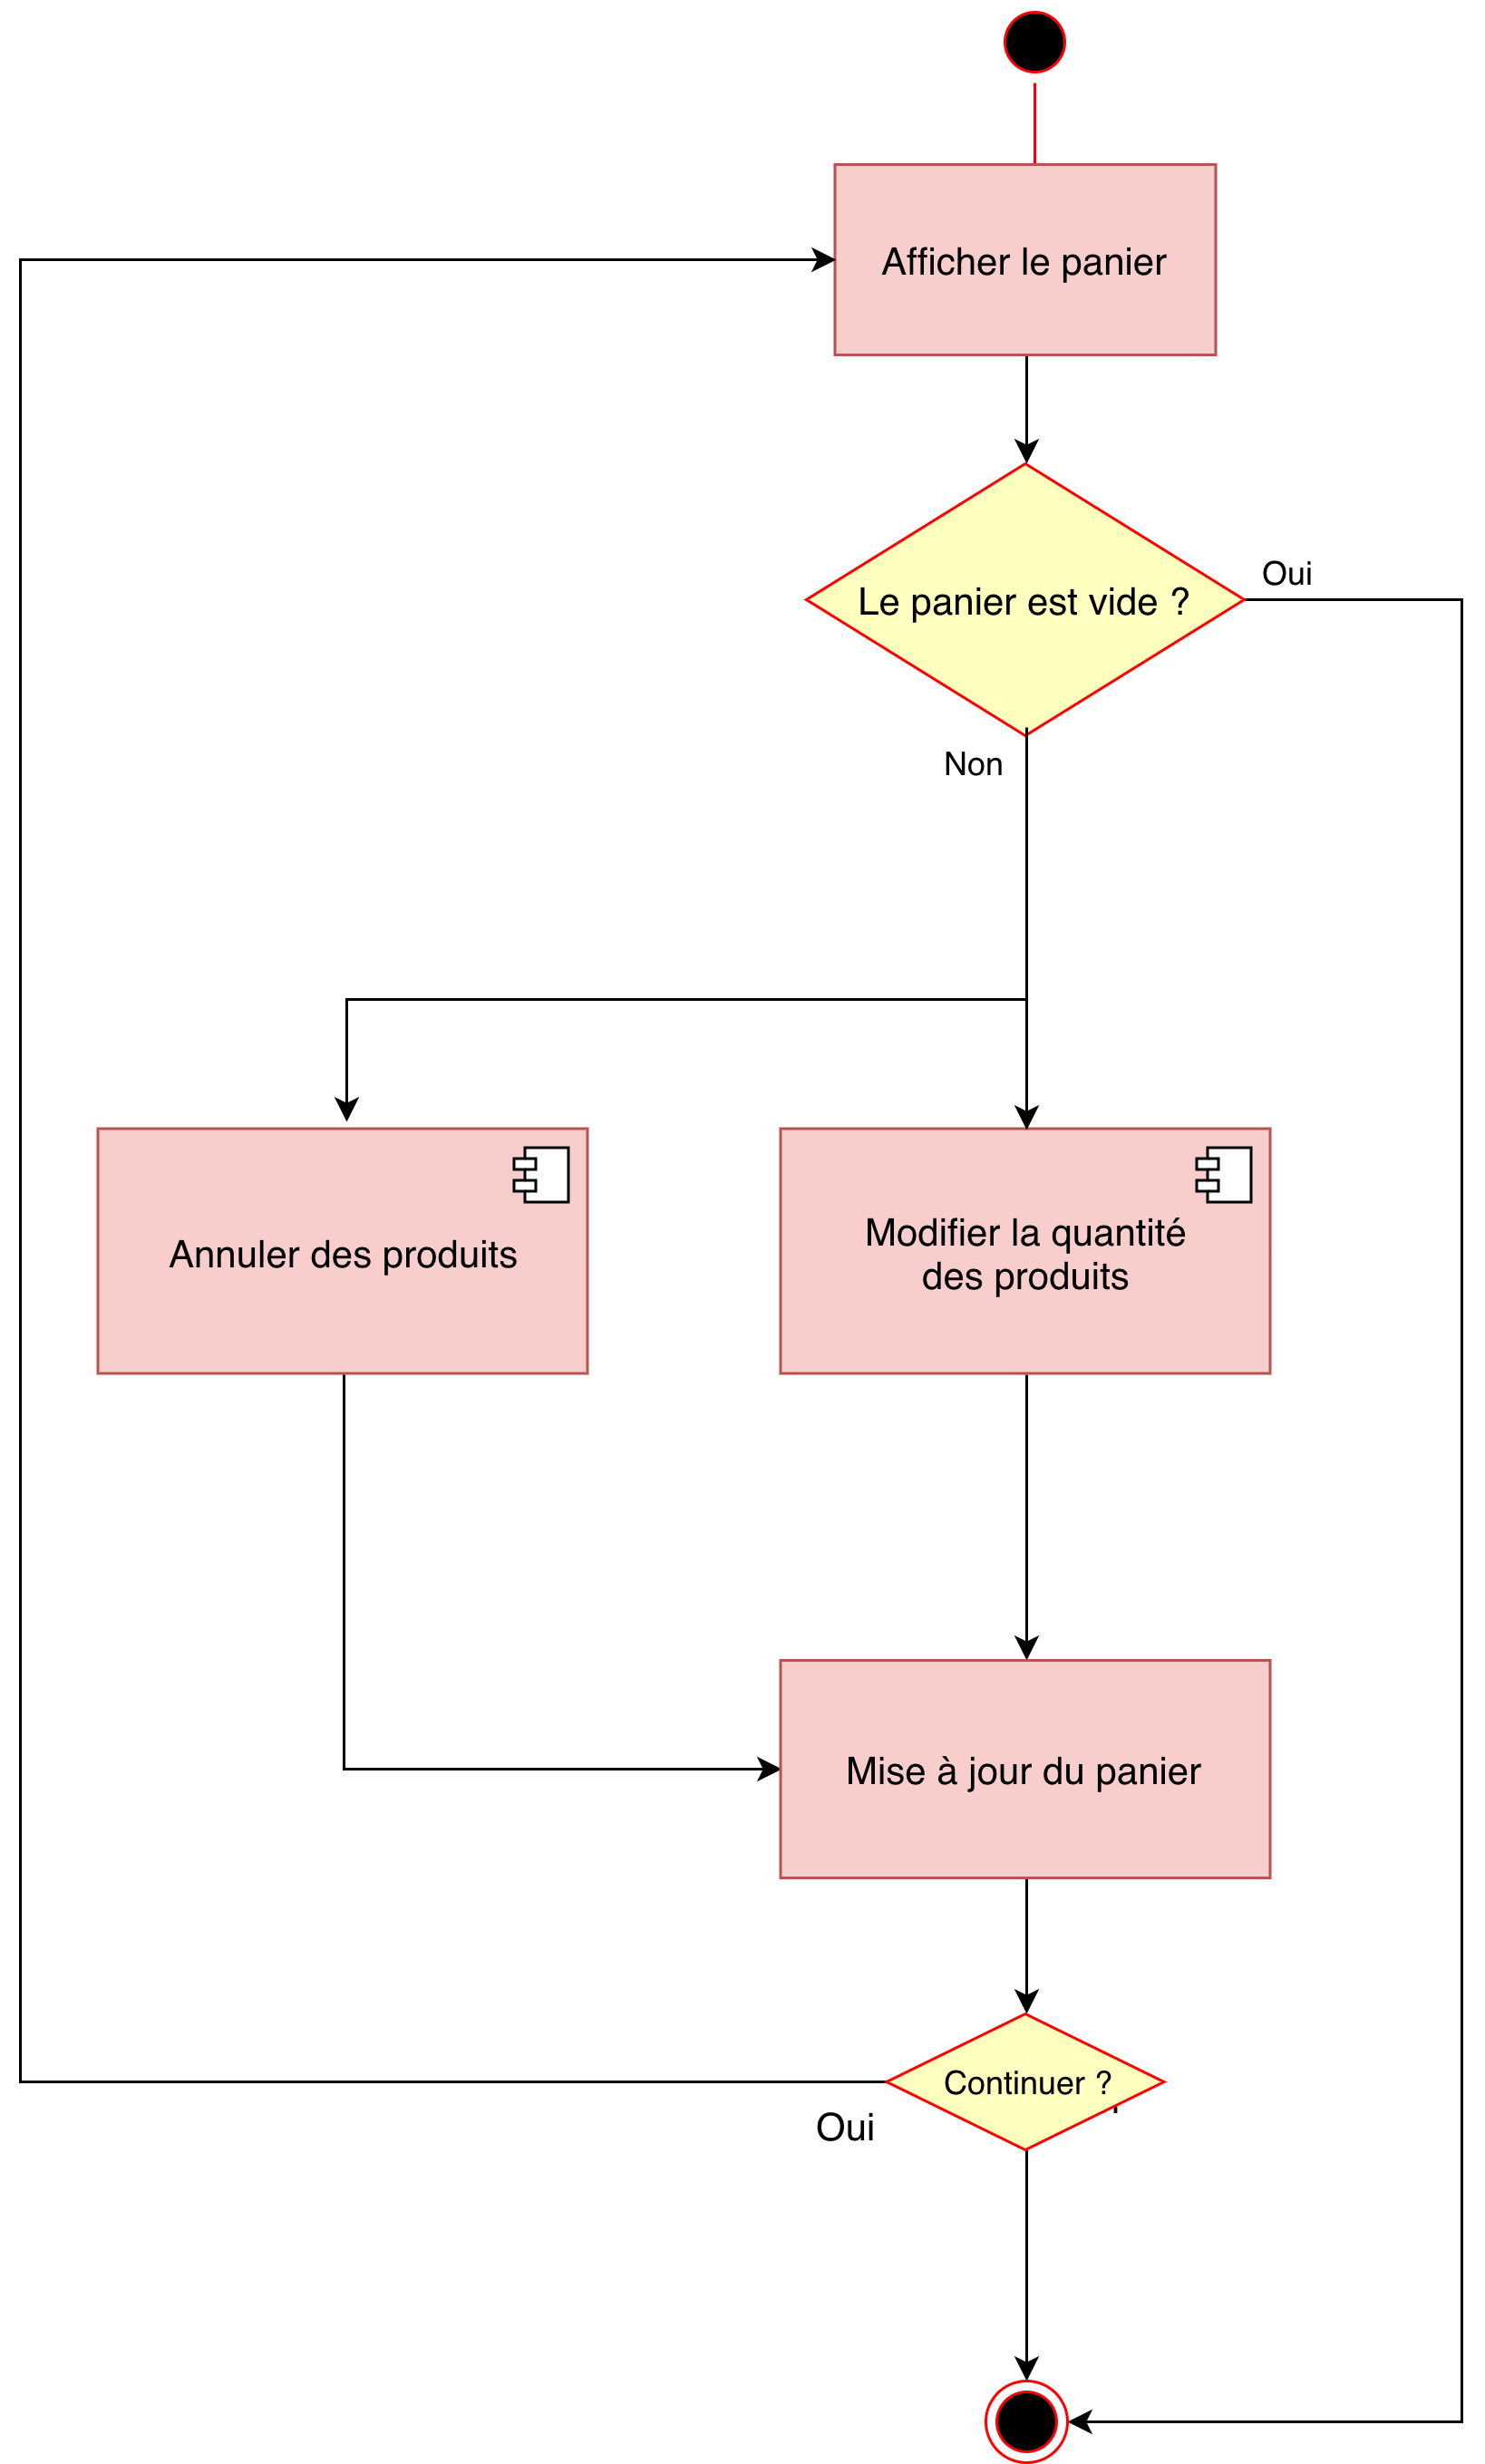 Afficher le panier
Le panier est vide ?
Oui
Non
Annuler des produits
Modifier la quantité
des produits
Mise à jour du panier
Continuer ?
Oui